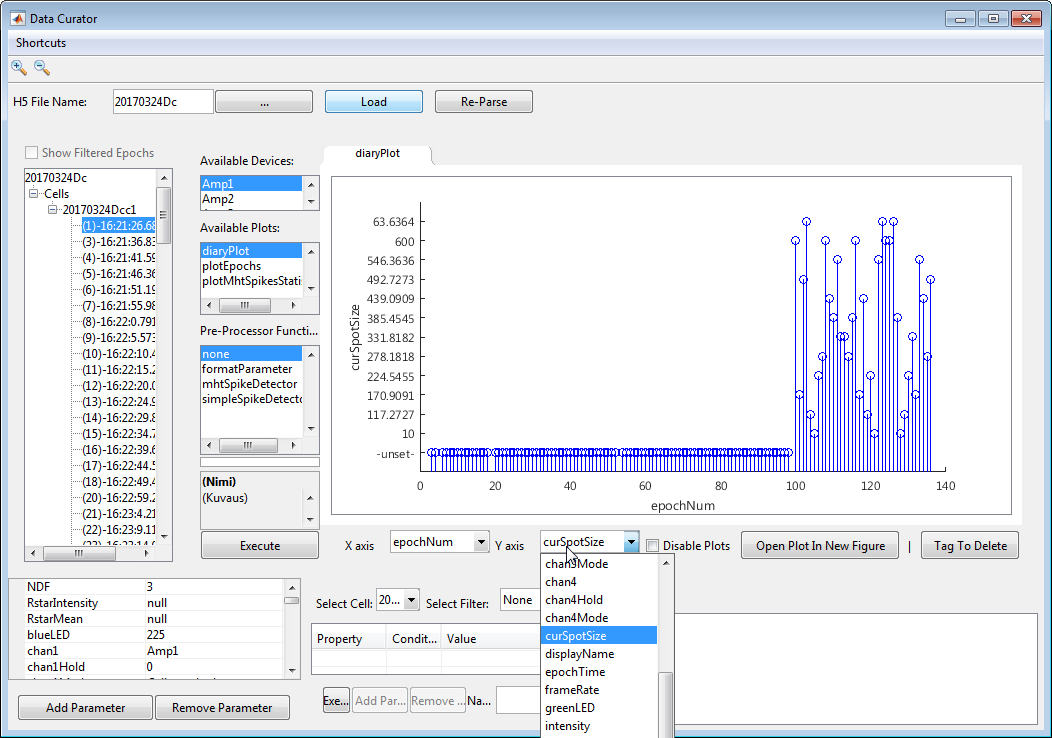 Data Curator
Shortcuts
H5 File Name:
20170324Dc
...
Load
Re-Parse
Show Filtered Epochs
20170324Dc
Cells
20170324Dcc1
(1)-16:21:26.68
(3)-16:21:36.83
(4)-16:21:41.59
(5)-16:21:46.36
(6)-16:21:51.19
(7)-16:21:55.98
(8)-16:22:0.791
(9)-16:22:5.573
(10)-16:22:10.4
(11)-16:22:15.2
(12)-16:22:20.0
(13)-16:22:24.9
(14)-16:22:29.8
(15)-16:22:34.7
(16)-16:22:39.6
(17)-16:22:44.5
(18)-16:22:49.4
(20)-16:22:59.2
(21)-16:23:4.21
(22)-16:23:9.11
Available Devices:
Amp1
Amp2
Available Plots:
diaryPlot
plotEpochs
plotMhtSpikesStati
Pre-Processor Functi...
none
formatParameter
mhtSpikeDetector
simpleSpikeDetecto
(Nimi)
(Kuvaus)
Execute
diaryPlot
curSpotSize
63.6364
600
546.3636
492.7273
439.0909
385.4545
331.8182
278.1818
224.5455
170.9091
117.2727
10
-unset-
0 20 40 60 80 100 120 140
epochNum
X axis
epochNum
Y axis
curSpotSize
Disable Plots
Open Plot In New Figure
|
Tag To Delete
chan4
chan4Hold
chan4Mode
curSpotSize
displayName
epochTime
frameRate
greenLED
intensity
NDF 3
RstarIntensity null
RstarMean null
blueLED 225
chan1 Amp1
chan1Hold 0
Add Parameter
Remove Parameter
Select Cell:
20...
Select Filter:
None
Property Condit... Value
Exe...
Add Par...
Remove ...
Na...